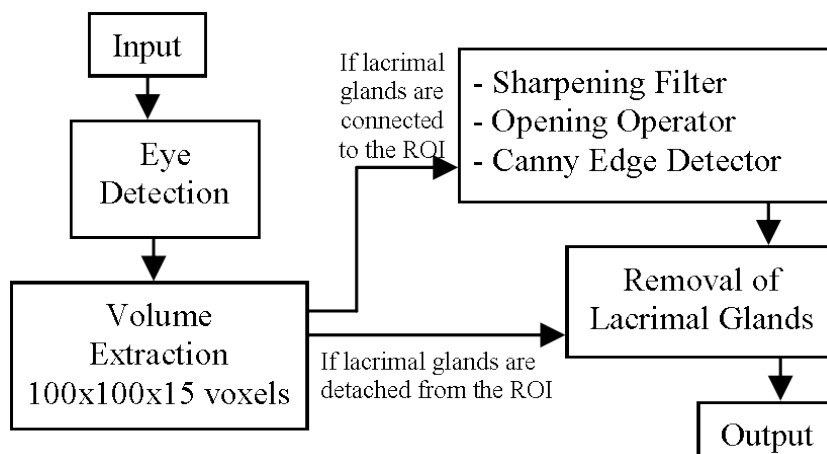 Input
Eye
Detection
Volume
Extraction
100x100x15 voxels
If lacrimal
glands are
connected
to the ROI
- Sharpening Filter
- Opening Operator
- Canny Edge Detector
If lacrimal glands are
detached from the ROI
Removal of
Lacrimal Glands
Output